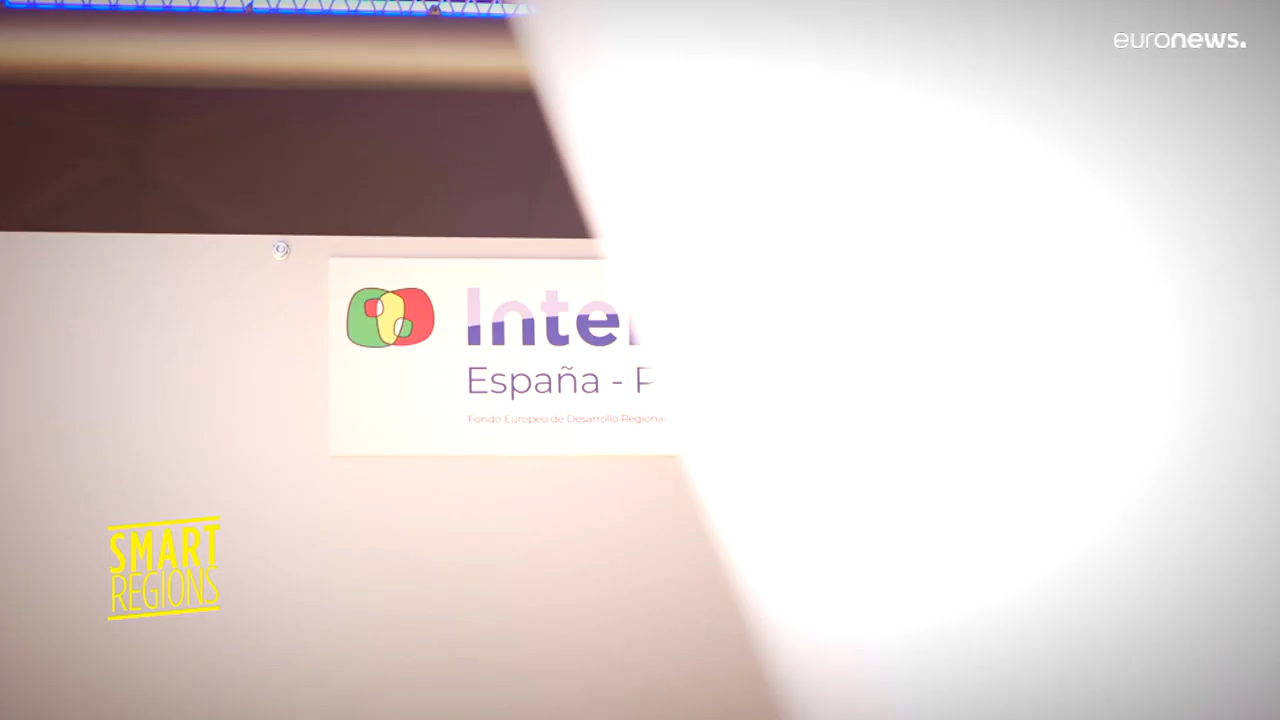 euronews.
Inter
España - P
Fondo Europeo de Desarrollo Regional
SMART
REGIONS